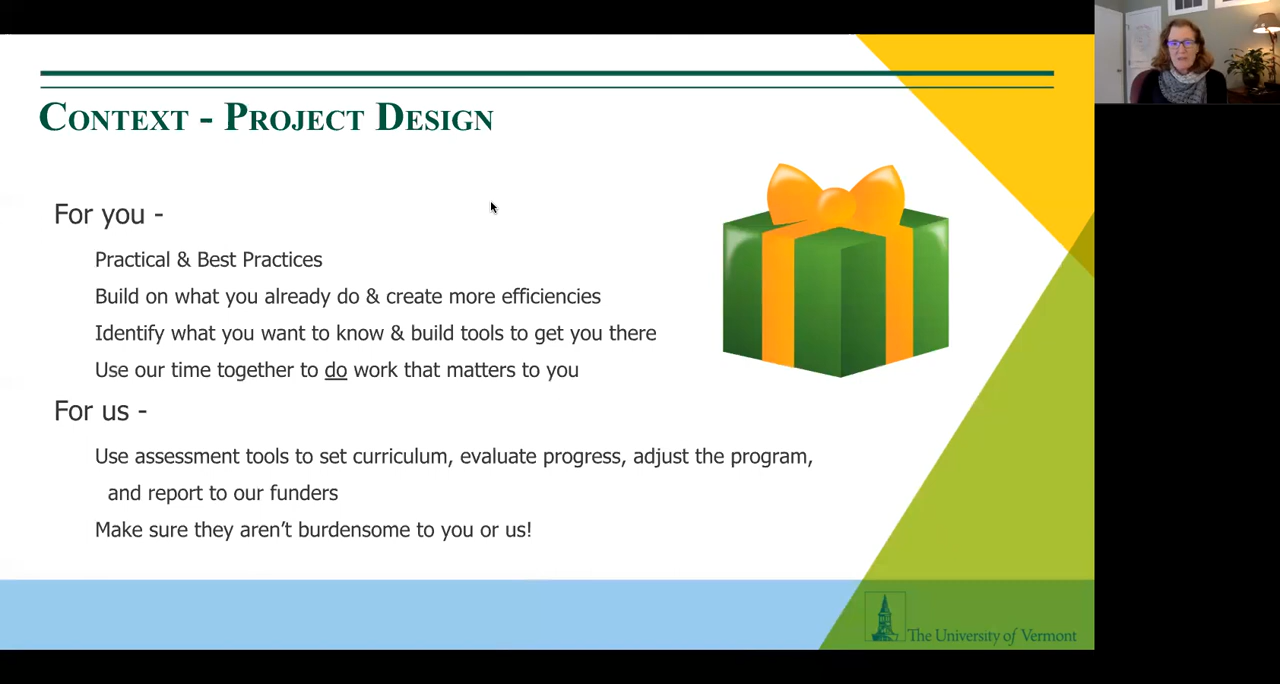 Context - Project Design
For you -
Practical & Best Practices
Build on what you already do & create more efficiencies
Identify what you want to know & build tools to get you there
Use our time together to do work that matters to you
For us -
Use assessment tools to set curriculum, evaluate progress, adjust the program,
and report to our funders
Make sure they aren’t burdensome to you or us!
The University of Vermont